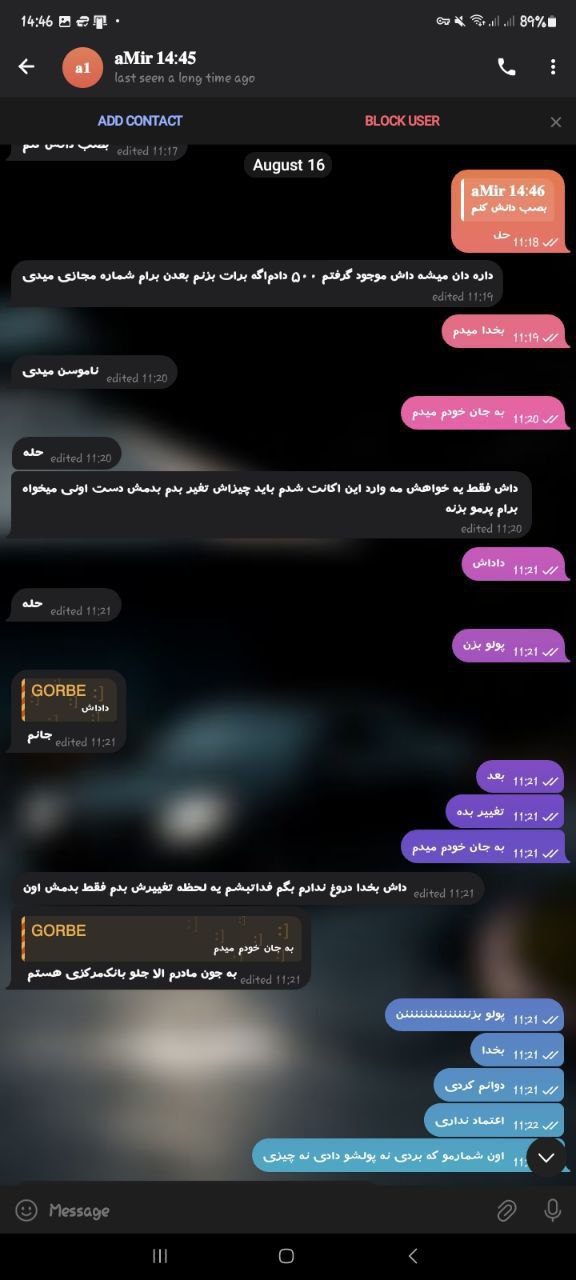 14:46
89%
a1
aMir 14:45
last seen a long time ago
ADD CONTACT
BLOCK USER
بصب دانش کنم
edited 11:17
August 16
aMir 14:46
بصب دانش کنم
حل
11:18
داره دان میشه داش موجود گرفتم ۵۰۰ دادم‌اگه برات بزنم بعدن برام شماره مجازی میدی
edited 11:19
بخدا میدم
11:19
ناموسن میدی
edited 11:20
به جان خودم میدم
11:20
حله
edited 11:20
داش فقط یه خواهش مه وارد این اکانت شدم باید چیزاش تغیر بدم بدمش دست اونی میخواه
برام پرمو بزنه
edited 11:20
داداش
11:21
حله
edited 11:21
پولو بزن
11:21
GORBE
داداش
جانم
edited 11:21
بعد
11:21
تغییر بده
11:21
به جان خودم میدم
11:21
داش بخدا دروغ ندارم بگم فداتبشم یه لحظه تغییرش بدم فقط بدمش اون
edited 11:21
GORBE
به جان خودم میدم
به جون مادرم الا جلو بانکمرکزی هستم
edited 11:21
پولو بزنننننننننننننننن
11:21
بخدا
11:21
دوانم کردی
11:21
اعتماد نداری
11:22
اون شمارمو که بردی نه پولشو دادی نه چیزی
Message